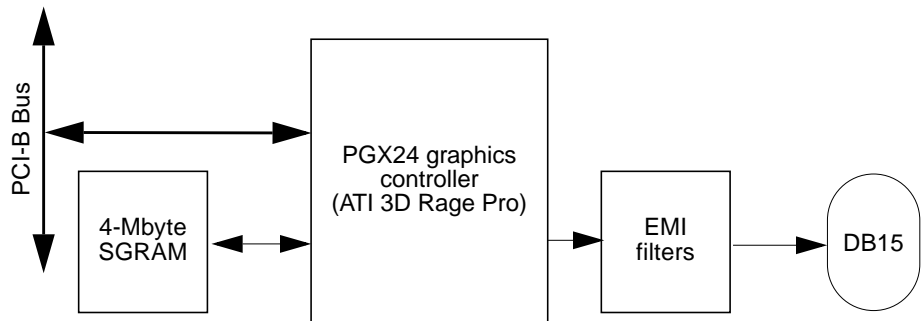 PCI-B Bus
4-Mbyte
SGRAM
PGX24 graphics
controller
(ATI 3D Rage Pro)
EMI
filters
DB15